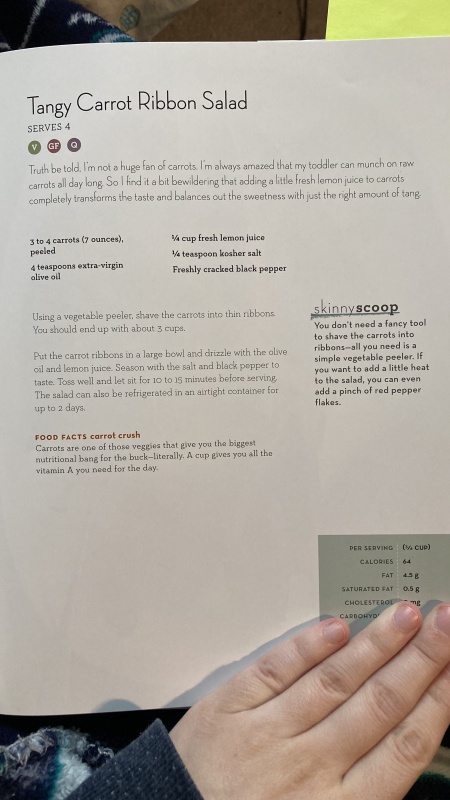 Tangy Carrot Ribbon Salad
SERVES 4
V GF Q
Truth be told, I'm not a huge fan of carrots. I'm always amazed that my toddler can munch on raw
carrots all day long. So I find it a bit bewildering that adding a little fresh lemon juice to carrots
completely transforms the taste and balances out the sweetness with just the right amount of tang.
3 to 4 carrots (7 ounces),
peeled
4 teaspoons extra-virgin
olive oil
¼ cup fresh lemon juice
¼ teaspoon kosher salt
Freshly cracked black pepper
Using a vegetable peeler, shave the carrots into thin ribbons.
You should end up with about 3 cups.
Put the carrot ribbons in a large bowl and drizzle with the olive
oil and lemon juice. Season with the salt and black pepper to
taste. Toss well and let sit for 10 to 15 minutes before serving.
The salad can also be refrigerated in an airtight container for
up to 2 days.
FOOD FACTS carrot crush
Carrots are one of those veggies that give you the biggest
nutritional bang for the buck—literally. A cup gives you all the
vitamin A you need for the day.
skinnyscoop
You don't need a fancy tool
to shave the carrots into
ribbons—all you need is a
simple vegetable peeler. If
you want to add a little heat
to the salad, you can even
add a pinch of red pepper
flakes.
PER SERVING (¾ CUP)
CALORIES 64
FAT 4.5 g
SATURATED FAT 0.5 g
CHOLESTEROL mg